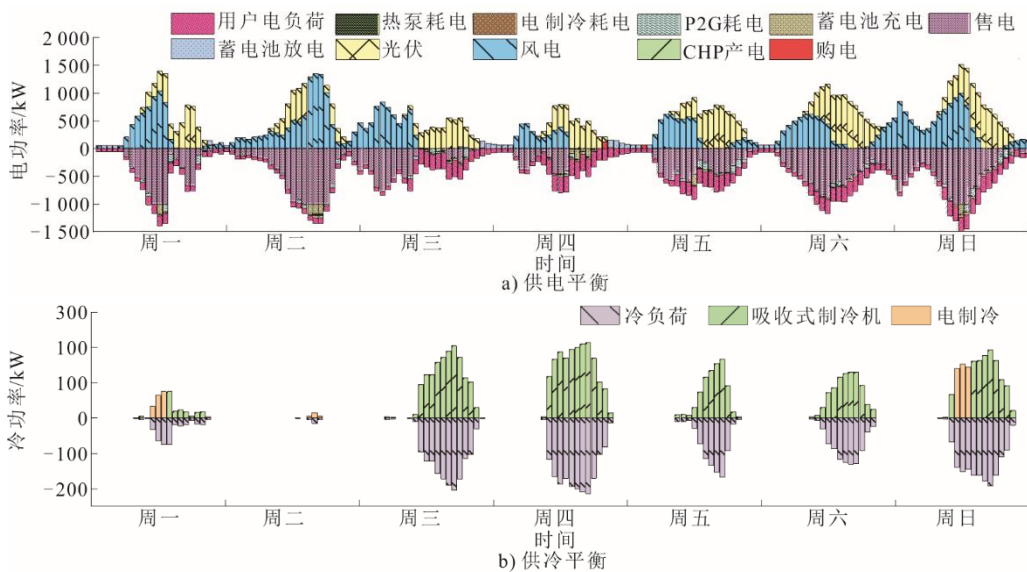 用户电负荷 热泵耗电 电制冷耗电 P2G耗电 蓄电池充电 售电
蓄电池放电 光伏 风电 CHP产电 购电
电功率/kW
2 000
1 500
1 000
500
0
-500
-1 000
-1 500
周一 周二 周三 周四 周五 周六 周日
时间
a) 供电平衡
冷负荷 吸收式制冷机 电制冷
冷功率/kW
300
100
100
0
-100
-200
周一 周二 周三 周四 周五 周六 周日
时间
b) 供冷平衡